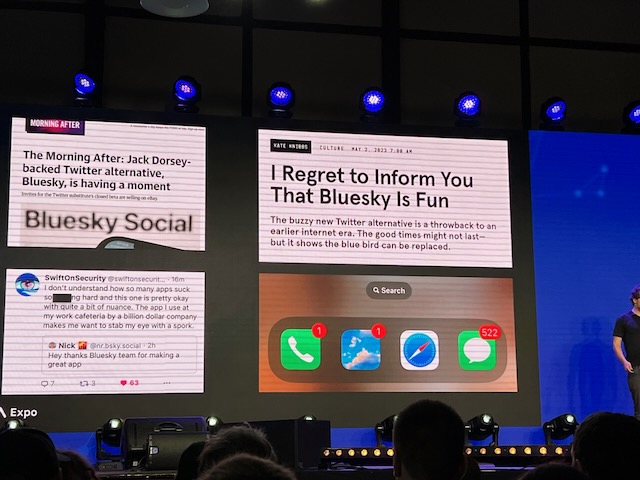 MORNING AFTER
The Morning After: Jack Dorsey-
backed Twitter alternative,
Bluesky, is having a moment
Invites for the Twitter substitute's closed beta are selling on eBay
Bluesky Social
KATE KNIBBS CULTURE MAY 2, 2023 7:00 AM
I Regret to Inform You
That Bluesky Is Fun
The buzzy new Twitter alternative is a throwback to an
earlier internet era. The good times might not last—
but it shows the blue bird can be replaced.
SwiftOnSecurity @swiftonsecurit... · 16m
I don't understand how so many apps suck
so ng hard and this one is pretty okay
with quite a bit of nuance. The app I use at
my work cafeteria by a billion dollar company
makes me want to stab my eye with a spork.
Nick @nr.bsky.social · 2h
Hey thanks Bluesky team for making a
great app
7 3 63 ...
Search
1 1 522
Expo